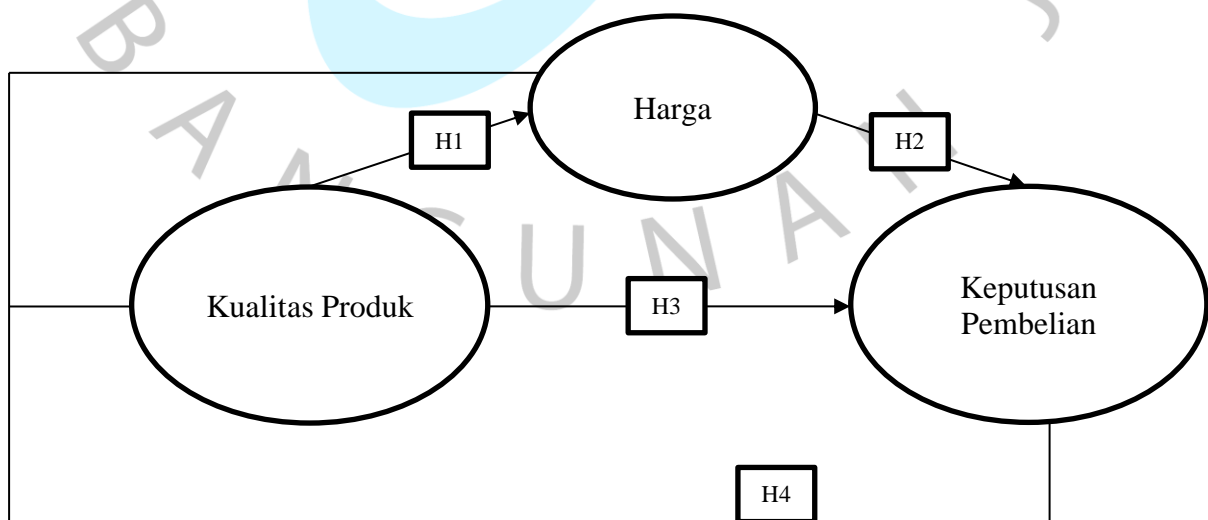 Harga
H1
H2
Kualitas Produk
H3
Keputusan
Pembelian
H4
B A N G U N A N J